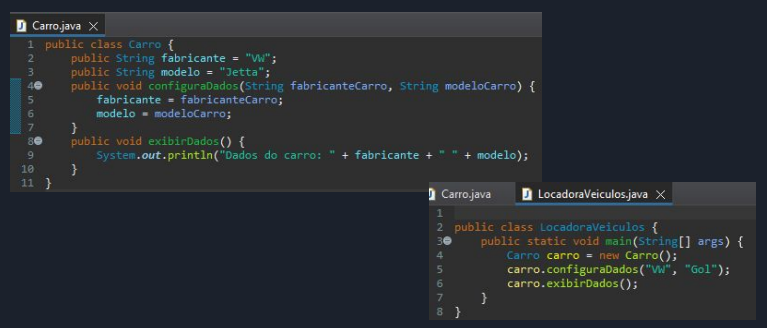 Carro.java
1 public class Carro {
2 public String fabricante = "VW";
3 public String modelo = "Jetta";
4 public void configuraDados(String fabricanteCarro, String modeloCarro) {
5 fabricante = fabricanteCarro;
6 modelo = modeloCarro;
7 }
8 public void exibirDados() {
9 System.out.println("Dados do carro: " + fabricante + " " + modelo);
10 }
11 }
Carro.java LocadoraVeiculos.java
1
2 public class LocadoraVeiculos {
3 public static void main(String[] args) {
4 Carro carro = new Carro();
5 carro.configuraDados("VW", "Gol");
6 carro.exibirDados();
7 }
8 }